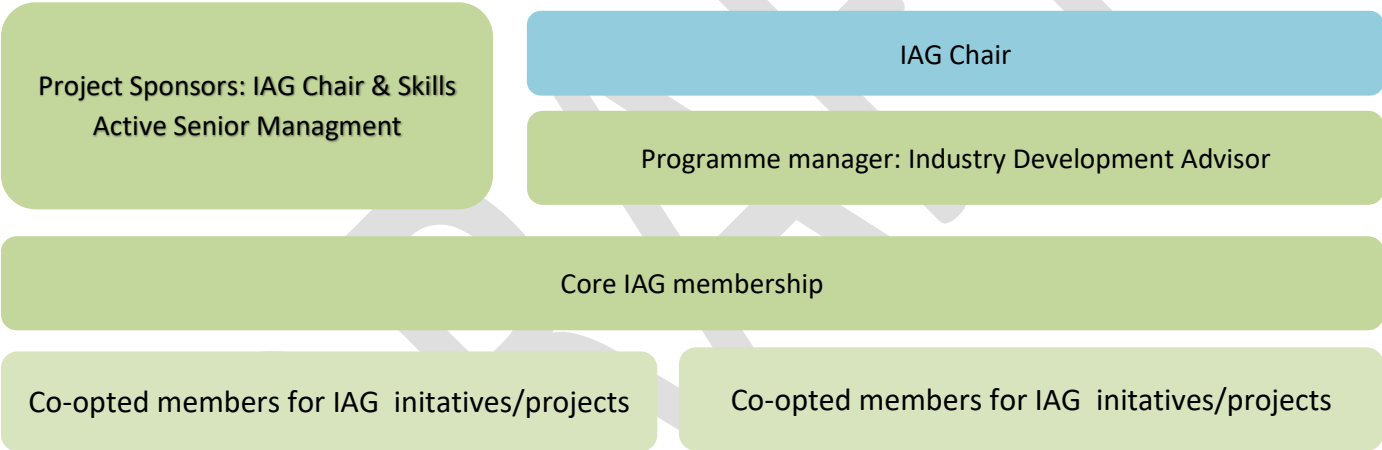 Project Sponsors: IAG Chair & Skills
Active Senior Managment
IAG Chair
Programme manager: Industry Development Advisor
Core IAG membership
Co-opted members for IAG  initatives/projects
Co-opted members for IAG  initatives/projects